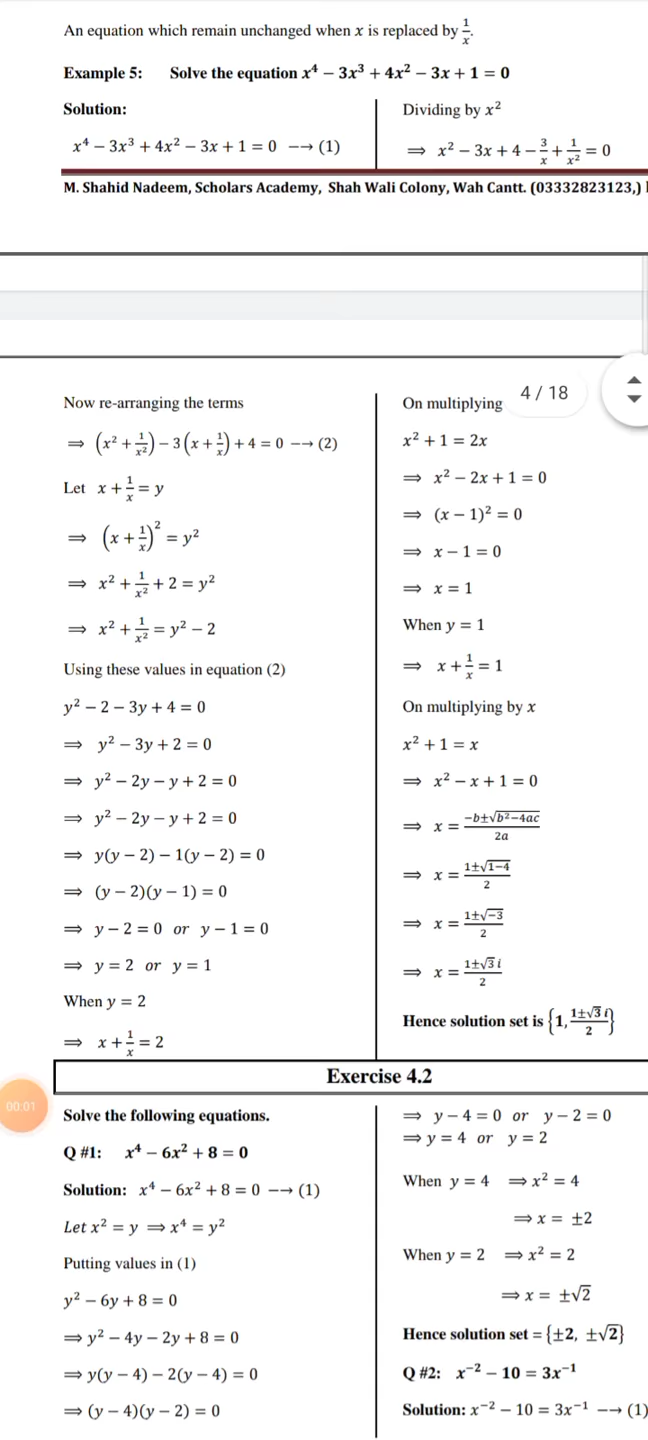 An equation which remain unchanged when x is replaced by 1/x.
Example 5: Solve the equation x⁴ − 3x³ + 4x² − 3x + 1 = 0
Solution:
x⁴ − 3x³ + 4x² − 3x + 1 = 0 −→ (1)
Dividing by x²
⟹ x² − 3x + 4 − 3/x + 1/x² = 0
M. Shahid Nadeem, Scholars Academy, Shah Wali Colony, Wah Cantt. (03332823123,)
4 / 18
Now re-arranging the terms
⟹ (x² + 1/x²) − 3(x + 1/x) + 4 = 0 −→ (2)
Let x + 1/x = y
⟹ (x + 1/x)² = y²
⟹ x² + 1/x² + 2 = y²
⟹ x² + 1/x² = y² − 2
Using these values in equation (2)
y² − 2 − 3y + 4 = 0
⟹ y² − 3y + 2 = 0
⟹ y² − 2y − y + 2 = 0
⟹ y² − 2y − y + 2 = 0
⟹ y(y − 2) − 1(y − 2) = 0
⟹ (y − 2)(y − 1) = 0
⟹ y − 2 = 0 or y − 1 = 0
⟹ y = 2 or y = 1
When y = 2
⟹ x + 1/x = 2
On multiplying
x² + 1 = 2x
⟹ x² − 2x + 1 = 0
⟹ (x − 1)² = 0
⟹ x − 1 = 0
⟹ x = 1
When y = 1
⟹ x + 1/x = 1
On multiplying by x
x² + 1 = x
⟹ x² − x + 1 = 0
⟹ x = (−b±√(b²−4ac))/2a
⟹ x = (1±√(1−4))/2
⟹ x = (1±√−3)/2
⟹ x = (1±√3 i)/2
Hence solution set is {1, (1±√3 i)/2}
Exercise 4.2
00:01
Solve the following equations.
Q #1: x⁴ − 6x² + 8 = 0
Solution: x⁴ − 6x² + 8 = 0 −→ (1)
Let x² = y ⟹ x⁴ = y²
Putting values in (1)
y² − 6y + 8 = 0
⟹ y² − 4y − 2y + 8 = 0
⟹ y(y − 4) − 2(y − 4) = 0
⟹ (y − 4)(y − 2) = 0
⟹ y − 4 = 0 or y − 2 = 0
⟹ y = 4 or y = 2
When y = 4 ⟹ x² = 4
⟹ x = ±2
When y = 2 ⟹ x² = 2
⟹ x = ±√2
Hence solution set = {±2, ±√2}
Q #2: x⁻² − 10 = 3x⁻¹
Solution: x⁻² − 10 = 3x⁻¹ −→ (1)